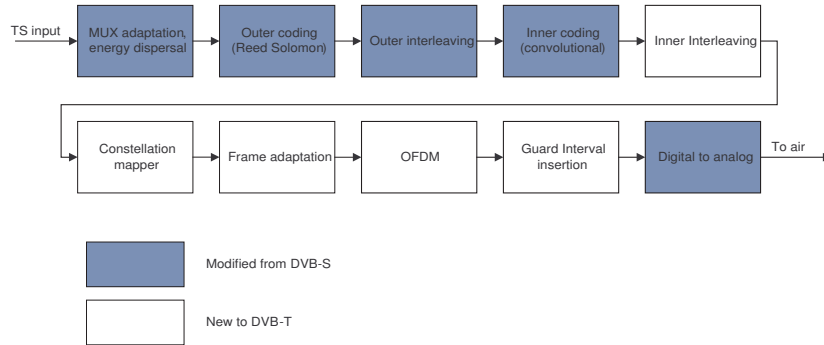 TS input
MUX adaptation,
energy dispersal
Outer coding
(Reed Solomon)
Outer interleaving
Inner coding
(convolutional)
Inner Interleaving
Constellation
mapper
Frame adaptation
OFDM
Guard Interval
insertion
Digital to analog
To air
Modified from DVB-S
New to DVB-T